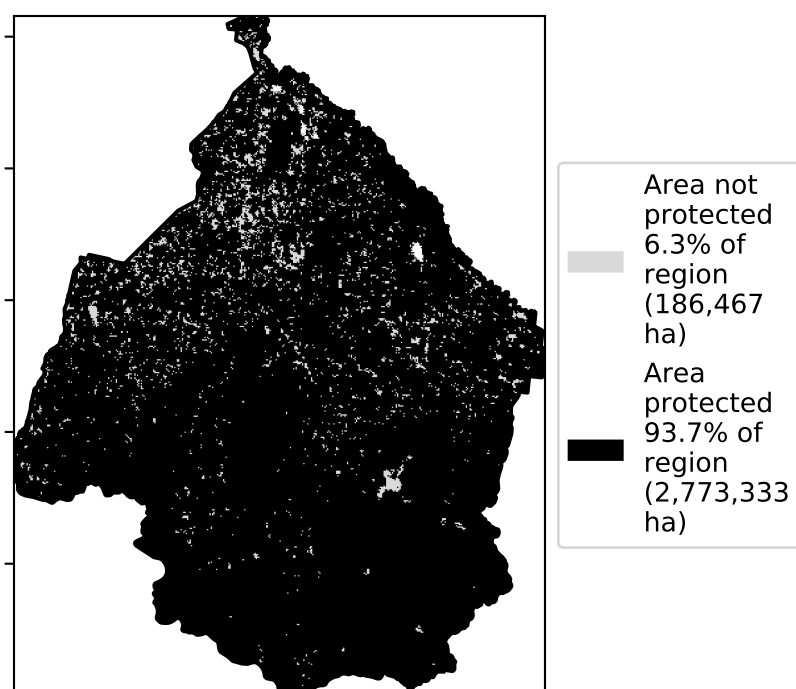 Area not
protected
6.3% of
region
(186,467
ha)
Area
protected
93.7% of
region
(2,773,333
ha)